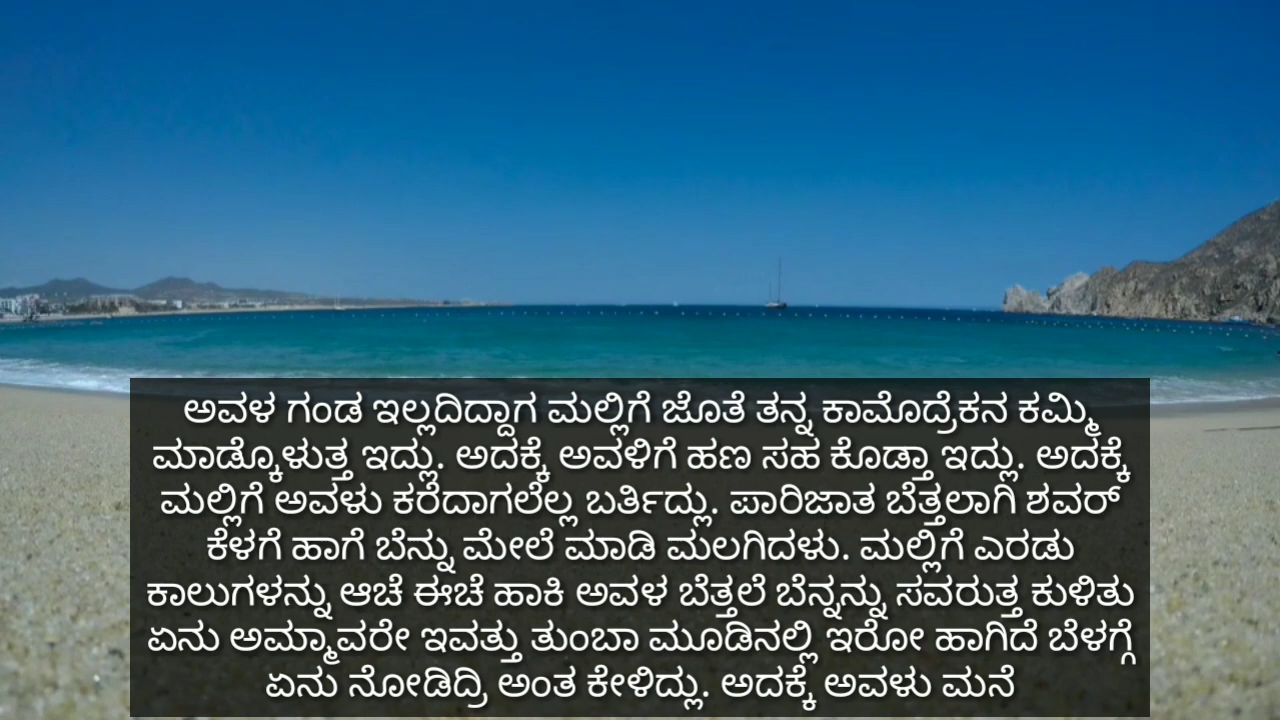 ಅವಳ ಗಂಡ ಇಲ್ಲದಿದ್ದಾಗ ಮಲ್ಲಿಗೆ ಜೊತೆ ತನ್ನ ಕಾಮೊದ್ರೆಕನ ಕಮ್ಮಿ
ಮಾಡ್ಕೊಳುತ್ತ ಇದ್ಲು. ಅದಕ್ಕೆ ಅವಳಿಗೆ ಹಣ ಸಹ ಕೊಡ್ತಾ ಇದ್ಲು. ಅದಕ್ಕೆ
ಮಲ್ಲಿಗೆ ಅವಳು ಕರೆದಾಗಲೆಲ್ಲ ಬರ್ತಿದ್ಲು. ಪಾರಿಜಾತ ಬೆತ್ತಲಾಗಿ ಶವರ್
ಕೆಳಗೆ ಹಾಗೆ ಬೆನ್ನು ಮೇಲೆ ಮಾಡಿ ಮಲಗಿದಳು. ಮಲ್ಲಿಗೆ ಎರಡು
ಕಾಲುಗಳನ್ನು ಆಚೆ ಈಚೆ ಹಾಕಿ ಅವಳ ಬೆತ್ತಲೆ ಬೆನ್ನನ್ನು ಸವರುತ್ತ ಕುಳಿತು
ಏನು ಅಮ್ಮಾವರೇ ಇವತ್ತು ತುಂಬಾ ಮೂಡಿನಲ್ಲಿ ಇರೋ ಹಾಗಿದೆ ಬೆಳಗ್ಗೆ
ಏನು ನೋಡಿದ್ರಿ ಅಂತ ಕೇಳಿದ್ಲು. ಅದಕ್ಕೆ ಅವಳು ಮನೆ